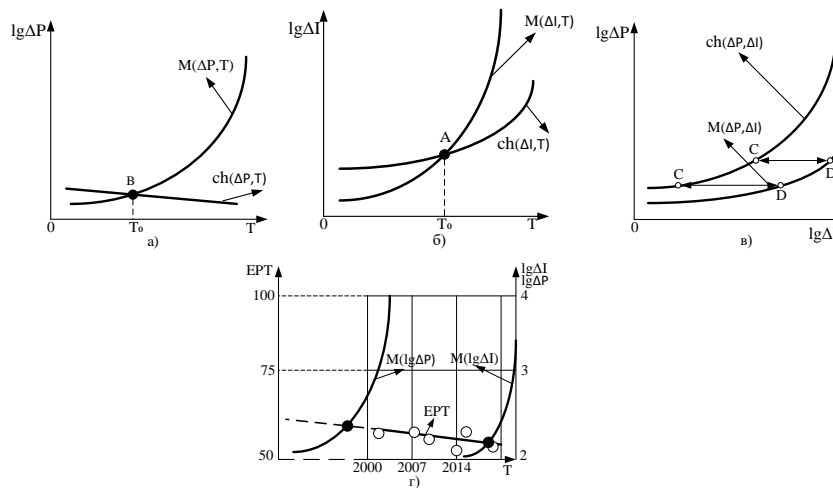 lgΔP
M(ΔP,T)
B
ch(ΔP,T)
0
T₀
T
а)
lgΔI
M(ΔI,T)
A
ch(ΔI,T)
0
T₀
T
б)
lgΔP
ch(ΔP,ΔI)
M(ΔP,ΔI)
C
D
C
D
0
lgΔ
в)
EPT
lgΔI
lgΔP
100
4
M(lgΔP)
M(lgΔI)
75
3
EPT
50
2
2000
2007
2014
T
г)